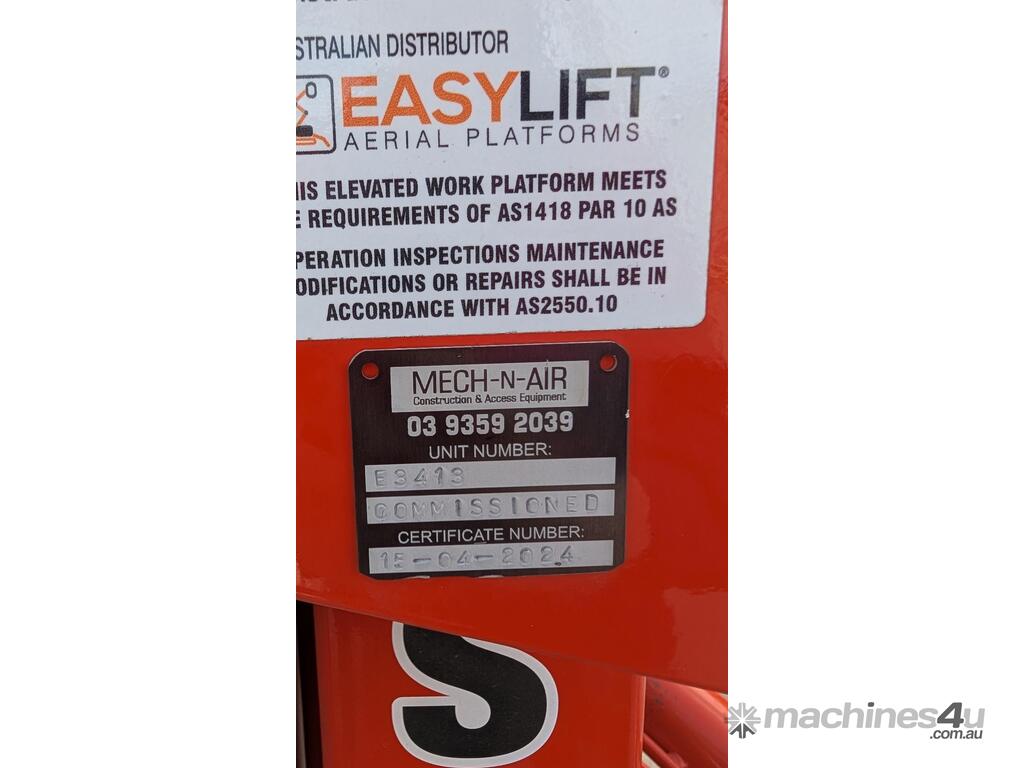 STRALIAN DISTRIBUTOR
EASYLIFT®
AERIAL PLATFORMS
HIS ELEVATED WORK PLATFORM MEETS
E REQUIREMENTS OF AS1418 PAR 10 AS
PERATION INSPECTIONS MAINTENANCE
ODIFICATIONS OR REPAIRS SHALL BE IN
ACCORDANCE WITH AS2550.10
MECH-N-AIR
Construction & Access Equipment
03 9359 2039
UNIT NUMBER:
E3413
COMMISSIONED
CERTIFICATE NUMBER:
15-04-2024
S
machines4u
.com.au